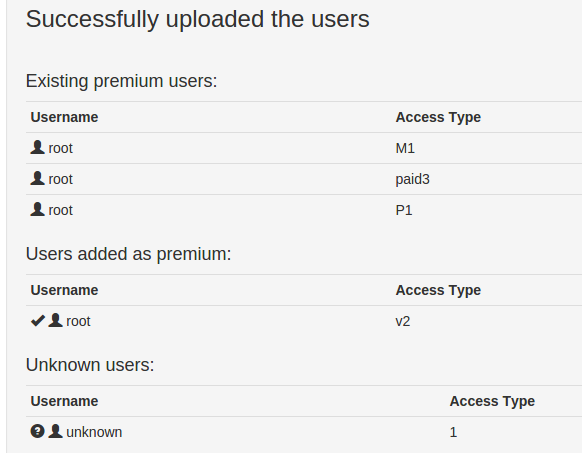 Successfully uploaded the users
Existing premium users:
Username Access Type
root M1
root paid3
root P1
Users added as premium:
Username Access Type
root v2
Unknown users:
Username Access Type
unknown 1